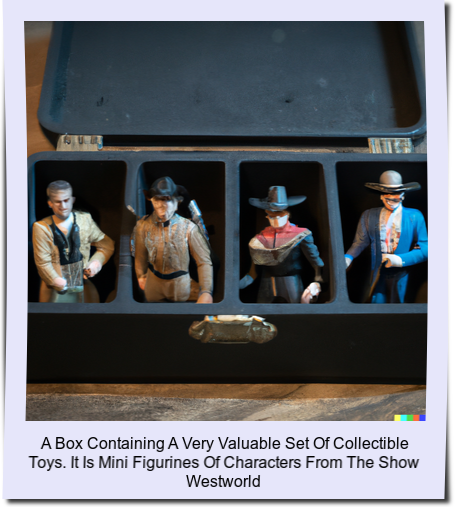 A Box Containing A Very Valuable Set Of Collectible
Toys. It Is Mini Figurines Of Characters From The Show
Westworld